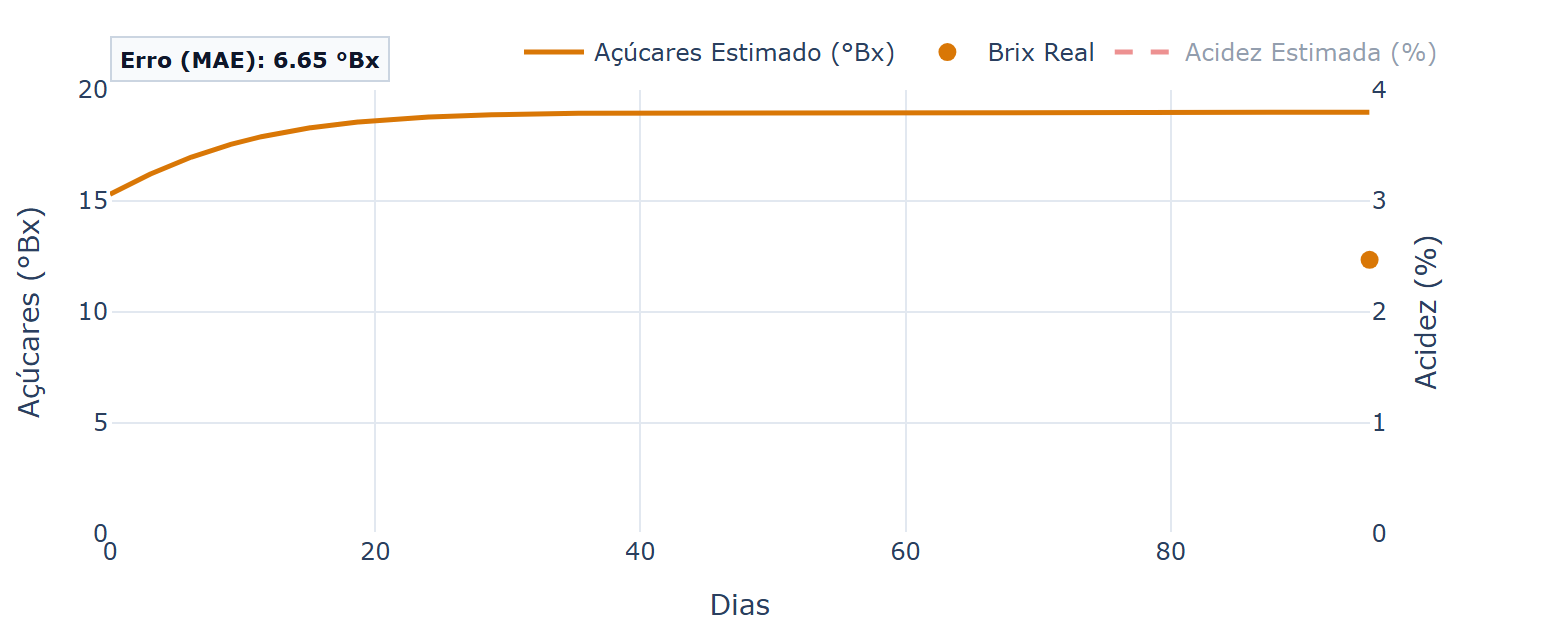 Erro (MAE): 6.65 ºBx
Açúcares Estimado (°Bx)
Brix Real
Acidez Estimada (%)
20
15
10
5
0
Açúcares (°Bx)
4
3
2
1
0
Acidez (%)
0
20
40
60
80
Dias